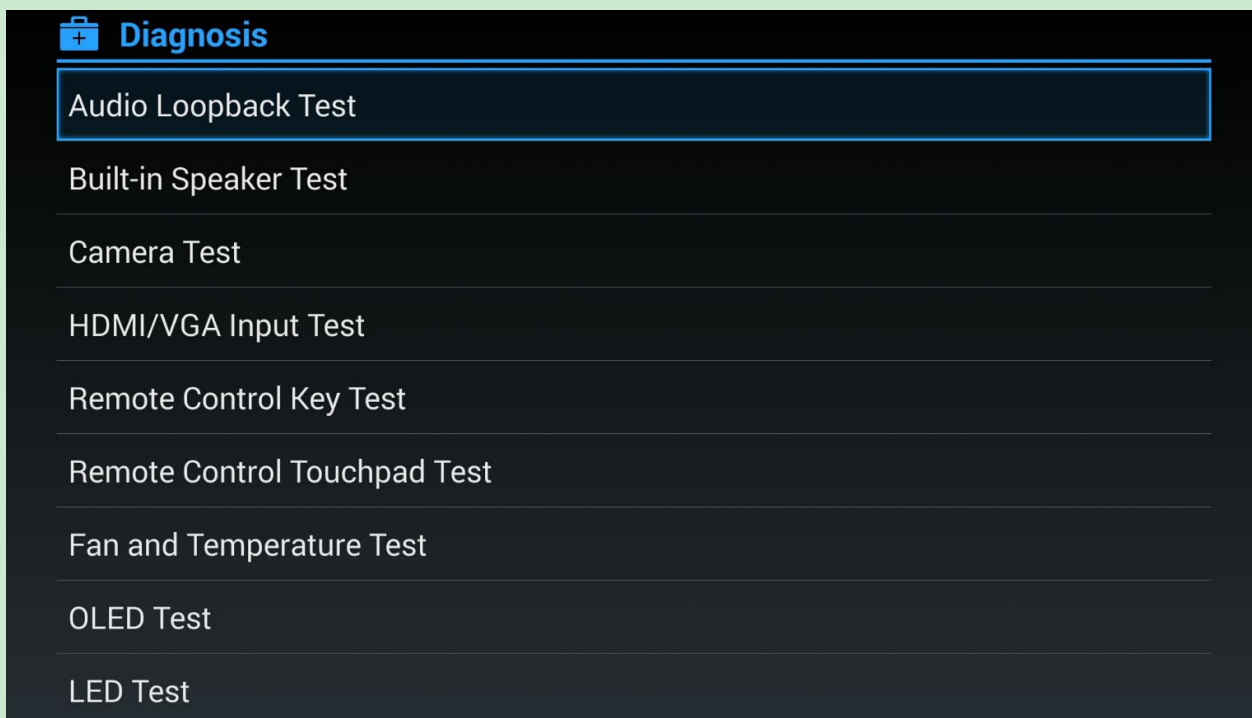 Diagnosis
Audio Loopback Test
Built-in Speaker Test
Camera Test
HDMI/VGA Input Test
Remote Control Key Test
Remote Control Touchpad Test
Fan and Temperature Test
OLED Test
LED Test